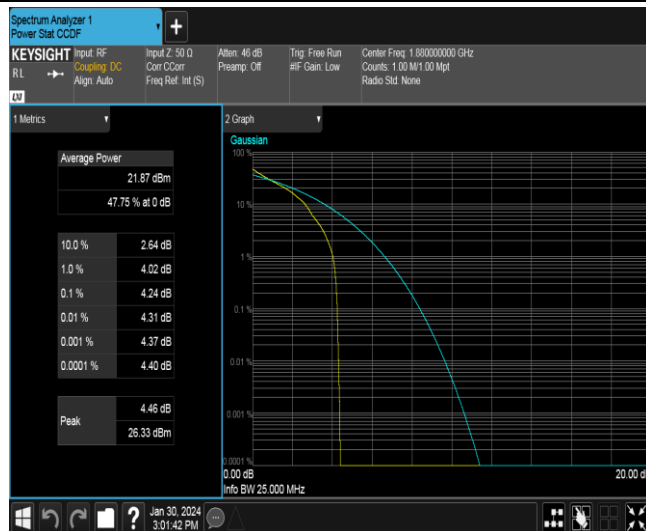 Spectrum Analyzer 1
Power Stat CCDF
+
KEYSIGHT
RL
Input: RF
Coupling: DC
Align: Auto
Input Z: 50 Ω
Corr CCorr
Freq Ref: Int (S)
Atten: 46 dB
Preamp: Off
Trig: Free Run
#IF Gain: Low
Center Freq: 1.880000000 GHz
Counts: 1.00 M/1.00 Mpt
Radio Std: None
1 Metrics
Average Power
21.87 dBm
47.75 % at 0 dB
10.0 % 2.64 dB
1.0 % 4.02 dB
0.1 % 4.24 dB
0.01 % 4.31 dB
0.001 % 4.37 dB
0.0001 % 4.40 dB
Peak
4.46 dB
26.33 dBm
2 Graph
Gaussian
100 %
10 %
1 %
0.1 %
0.01 %
0.001 %
0.0001 %
0.00 dB
20.00 d
Info BW 25.000 MHz
?
Jan 30, 2024
3:01:42 PM